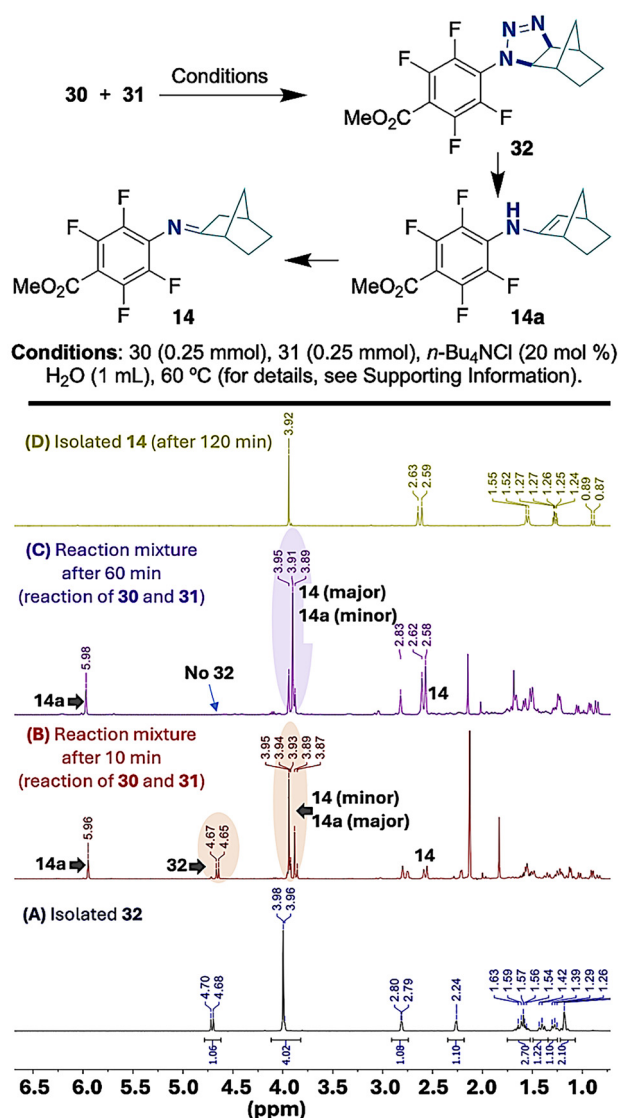 N=N
N
F
F
F
F
MeO₂C
32
30 + 31
Conditions
F
F
N
F
F
MeO₂C
14
F
F
H
N
F
F
MeO₂C
14a
Conditions: 30 (0.25 mmol), 31 (0.25 mmol), n-Bu₄NCl (20 mol %)
H₂O (1 mL), 60 ºC (for details, see Supporting Information).
(D) Isolated 14 (after 120 min)
3.92
2.63
2.59
1.55
1.52
1.27
1.27
1.26
1.25
1.24
0.89
0.87
(C) Reaction mixture
after 60 min
(reaction of 30 and 31)
3.95
3.91
3.89
14 (major)
14a (minor)
5.98
14a
No 32
2.83
2.62
2.58
14
(B) Reaction mixture
after 10 min
(reaction of 30 and 31)
3.95
3.94
3.93
3.89
3.87
14 (minor)
14a (major)
5.96
14a
4.67
4.65
32
14
(A) Isolated 32
3.98
3.96
4.70
4.68
2.80
2.79
2.24
1.63
1.59
1.57
1.56
1.54
1.42
1.39
1.29
1.26
1.06
4.02
1.08
1.10
2.70
1.22
1.10
2.10
6.5 6.0 5.5 5.0 4.5 4.0 3.5 3.0 2.5 2.0 1.5 1.0
(ppm)